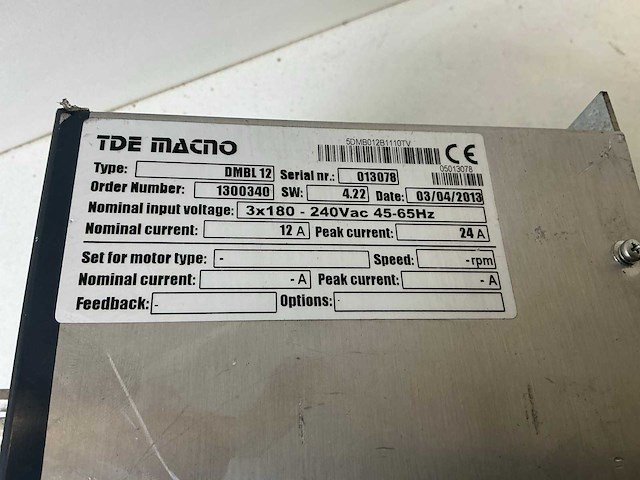 TDE MACNO
5DMB012B1110TV
CE
05013078
Type: DMBL 12 Serial nr.: 013078
Order Number: 1300340 SW: 4.22 Date: 03/04/2013
Nominal input voltage: 3x180 - 240Vac 45-65Hz
Nominal current: 12 A Peak current: 24 A
Set for motor type: - Speed: -rpm
Nominal current: - A Peak current: - A
Feedback: - Options: -